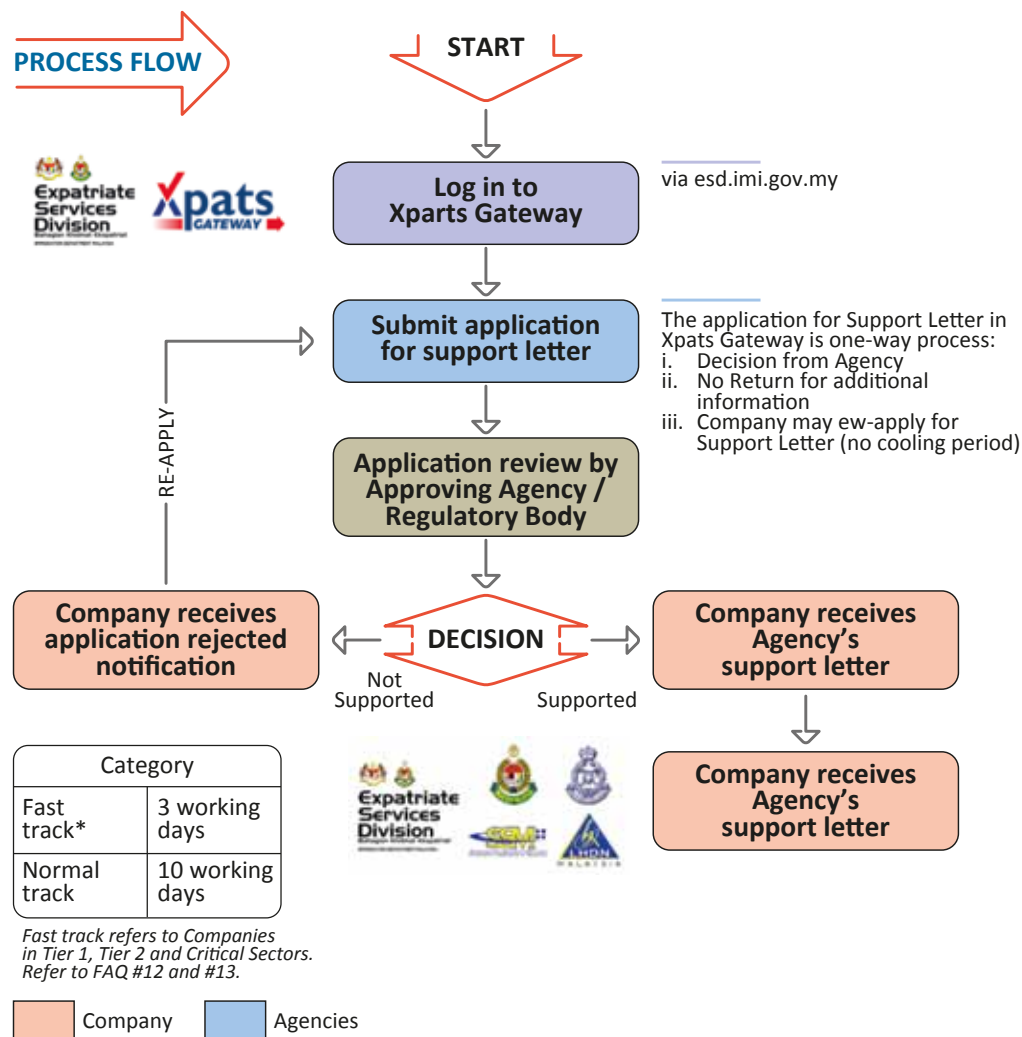 PROCESS FLOW
START
Expatriate
Services
Division
Bahagian Khidmat Ekspatriat
Xpats
GATEWAY
Log in to
Xparts Gateway
via esd.imi.gov.my
Submit application
for support letter
The application for Support Letter in
Xpats Gateway is one-way process:
i. Decision from Agency
ii. No Return for additional
information
iii. Company may ew-apply for
Support Letter (no cooling period)
RE-APPLY
Application review by
Approving Agency /
Regulatory Body
Company receives
application rejected
notification
DECISION
Not
Supported
Supported
Company receives
Agency’s
support letter
Company receives
Agency’s
support letter
Category
Fast
track*
3 working
days
Normal
track
10 working
days
Fast track refers to Companies
in Tier 1, Tier 2 and Critical Sectors.
Refer to FAQ #12 and #13.
Expatriate
Services
Division
LHDN
MALAYSIA
Company
Agencies